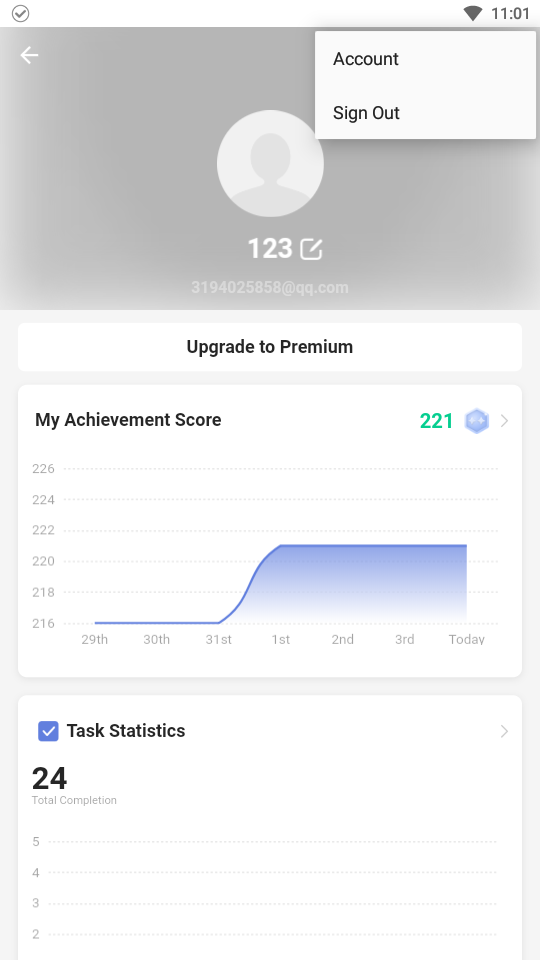 11:01
Account
Sign Out
123
3194025858@qq.com
Upgrade to Premium
My Achievement Score 221
226
224
222
220
218
216
29th 30th 31st 1st 2nd 3rd Today
Task Statistics
24
Total Completion
5
4
3
2